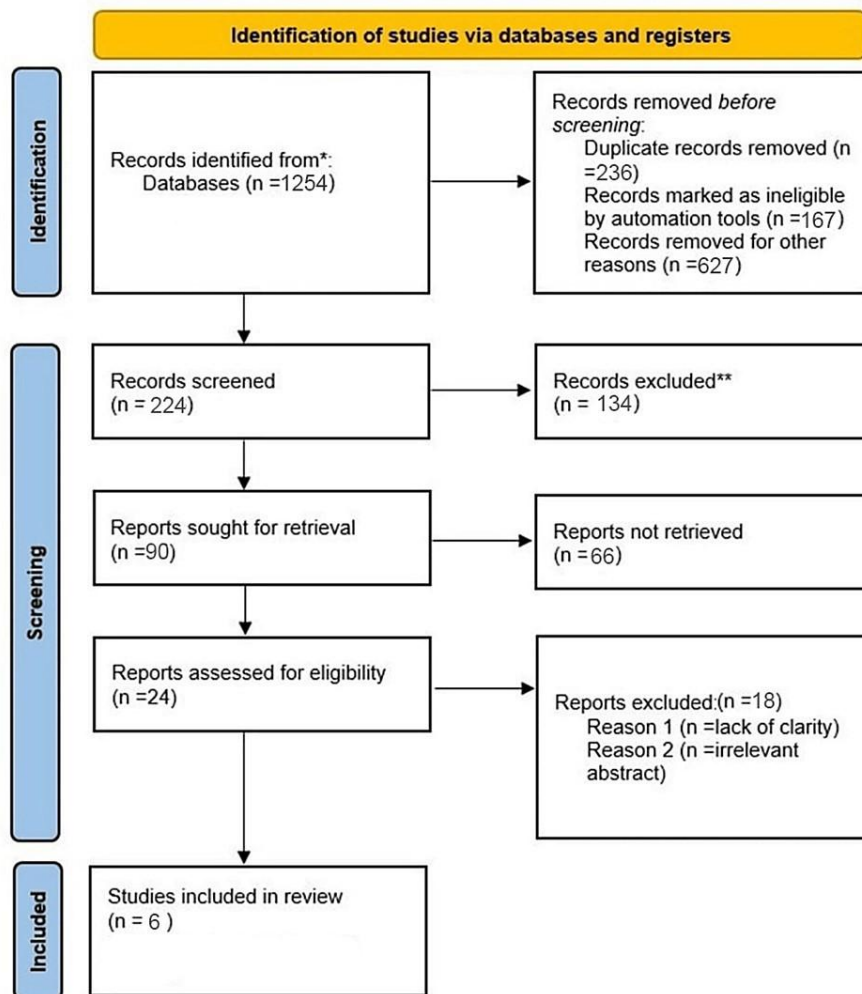 Identification of studies via databases and registers
Identification
Records identified from*:
Databases (n =1254)
Records removed before
screening:
Duplicate records removed (n
=236)
Records marked as ineligible
by automation tools (n =167)
Records removed for other
reasons (n =627)
Screening
Records screened
(n = 224)
Records excluded**
(n = 134)
Reports sought for retrieval
(n =90)
Reports not retrieved
(n =66)
Reports assessed for eligibility
(n =24)
Reports excluded:(n =18)
Reason 1 (n =lack of clarity)
Reason 2 (n =irrelevant
abstract)
Included
Studies included in review
(n = 6 )